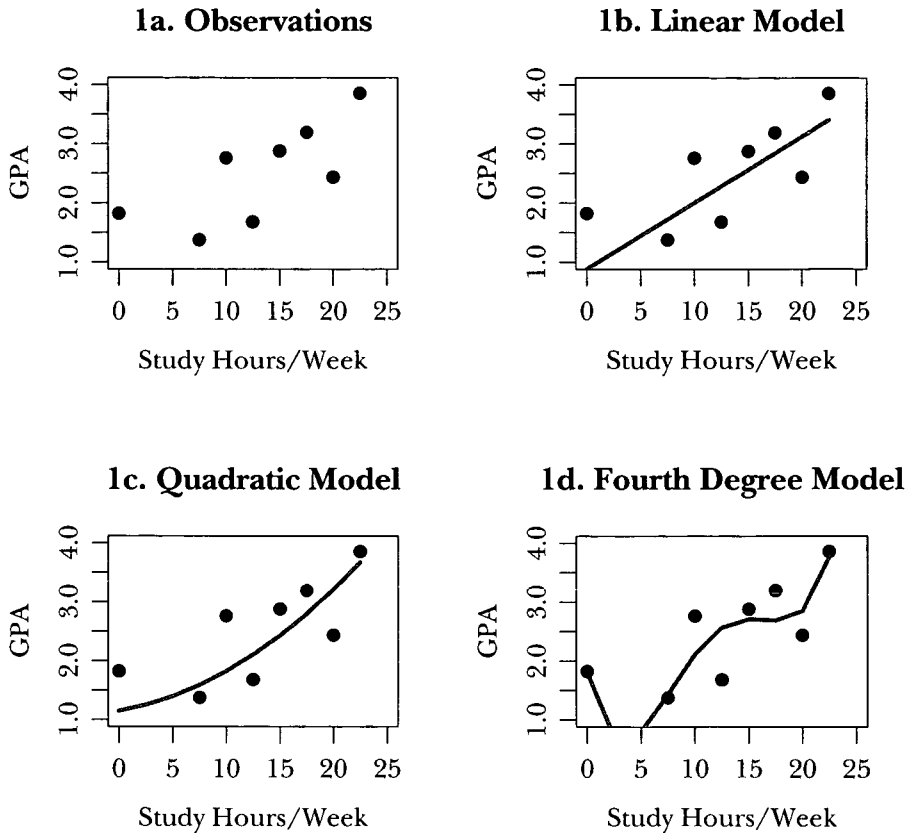 1a. Observations
GPA
4.0
3.0
2.0
1.0
0 5 10 15 20 25
Study Hours/Week
1b. Linear Model
GPA
4.0
3.0
2.0
1.0
0 5 10 15 20 25
Study Hours/Week
1c. Quadratic Model
GPA
4.0
3.0
2.0
1.0
0 5 10 15 20 25
Study Hours/Week
1d. Fourth Degree Model
GPA
4.0
3.0
2.0
1.0
0 5 10 15 20 25
Study Hours/Week